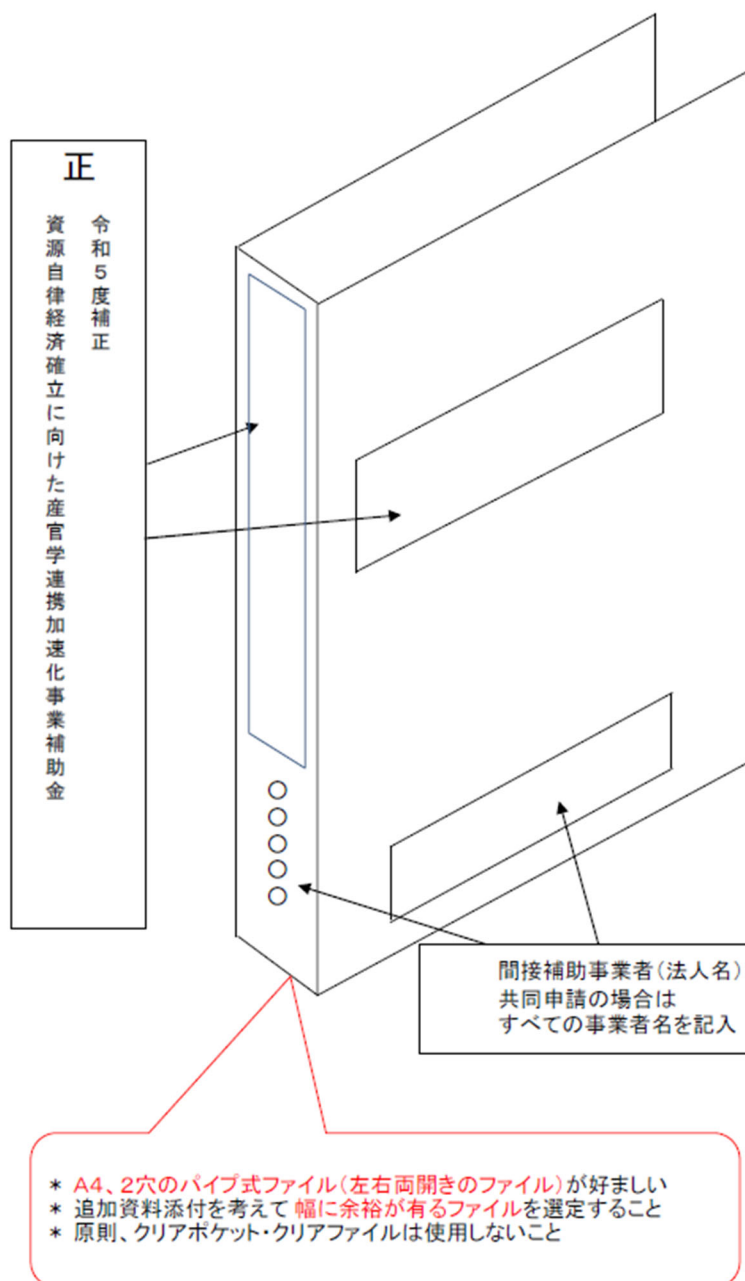 正
令和5度補正
資源自律経済確立に向けた産官学連携加速化事業補助金
○○○○○
間接補助事業者(法人名)
共同申請の場合は
すべての事業者名を記入
* A4、2穴のパイプ式ファイル(左右両開きのファイル)が好ましい
* 追加資料添付を考えて幅に余裕が有るファイルを選定すること
* 原則、クリアポケット・クリアファイルは使用しないこと